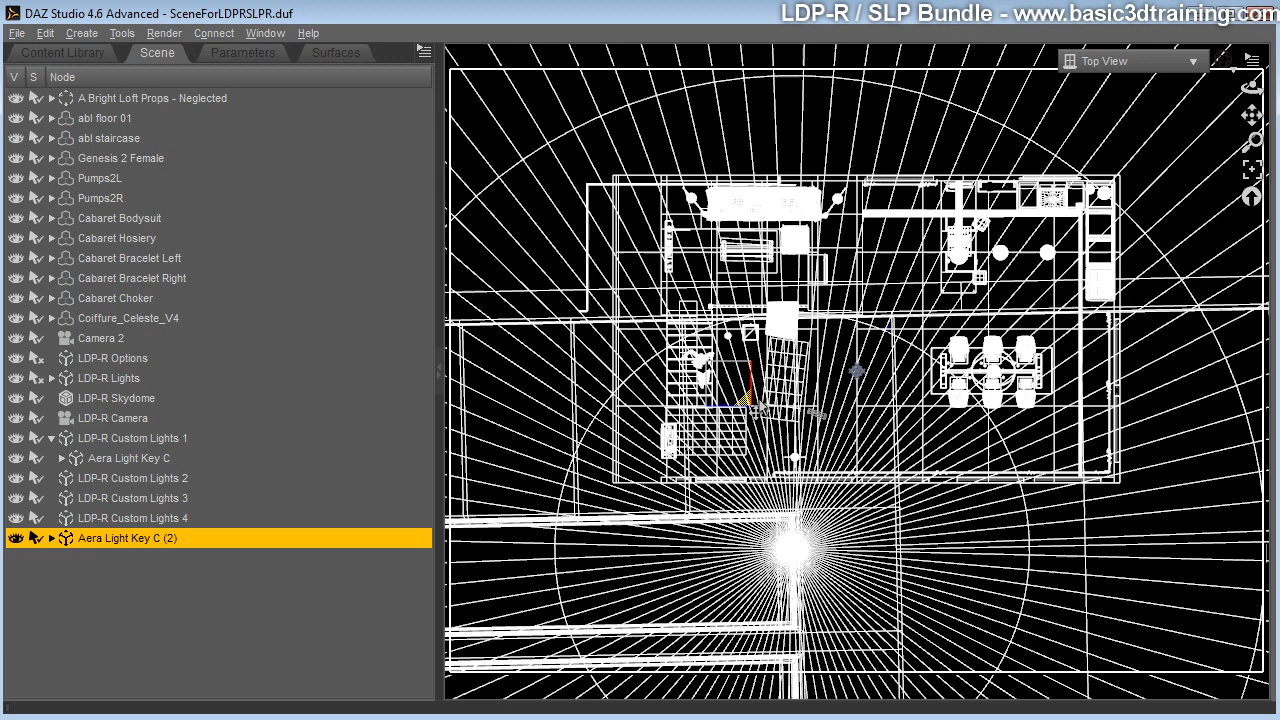 DAZ Studio 4.6 Advanced - SceneForLDPRSLPR.duf
LDP-R / SLP Bundle - www.basic3dtraining.com
File Edit Create Tools Render Connect Window Help
Content Library Scene Parameters Surfaces
Top View
V S Node
A Bright Loft Props - Neglected
abl floor 01
abl staircase
Genesis 2 Female
Pumps2L
Pumps2R
Cabaret Bodysuit
Cabaret Hosiery
Cabaret Bracelet Left
Cabaret Bracelet Right
Cabaret Choker
Coiffure_Celeste_V4
Camera 2
LDP-R Options
LDP-R Lights
LDP-R Skydome
LDP-R Camera
LDP-R Custom Lights 1
Aera Light Key C
LDP-R Custom Lights 2
LDP-R Custom Lights 3
LDP-R Custom Lights 4
Aera Light Key C (2)